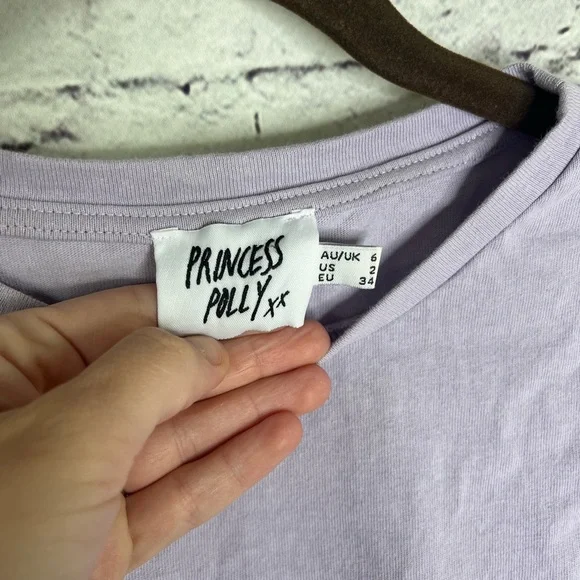 PRINCESS
POLLY xx
AU/UK 6
US 2
EU 34